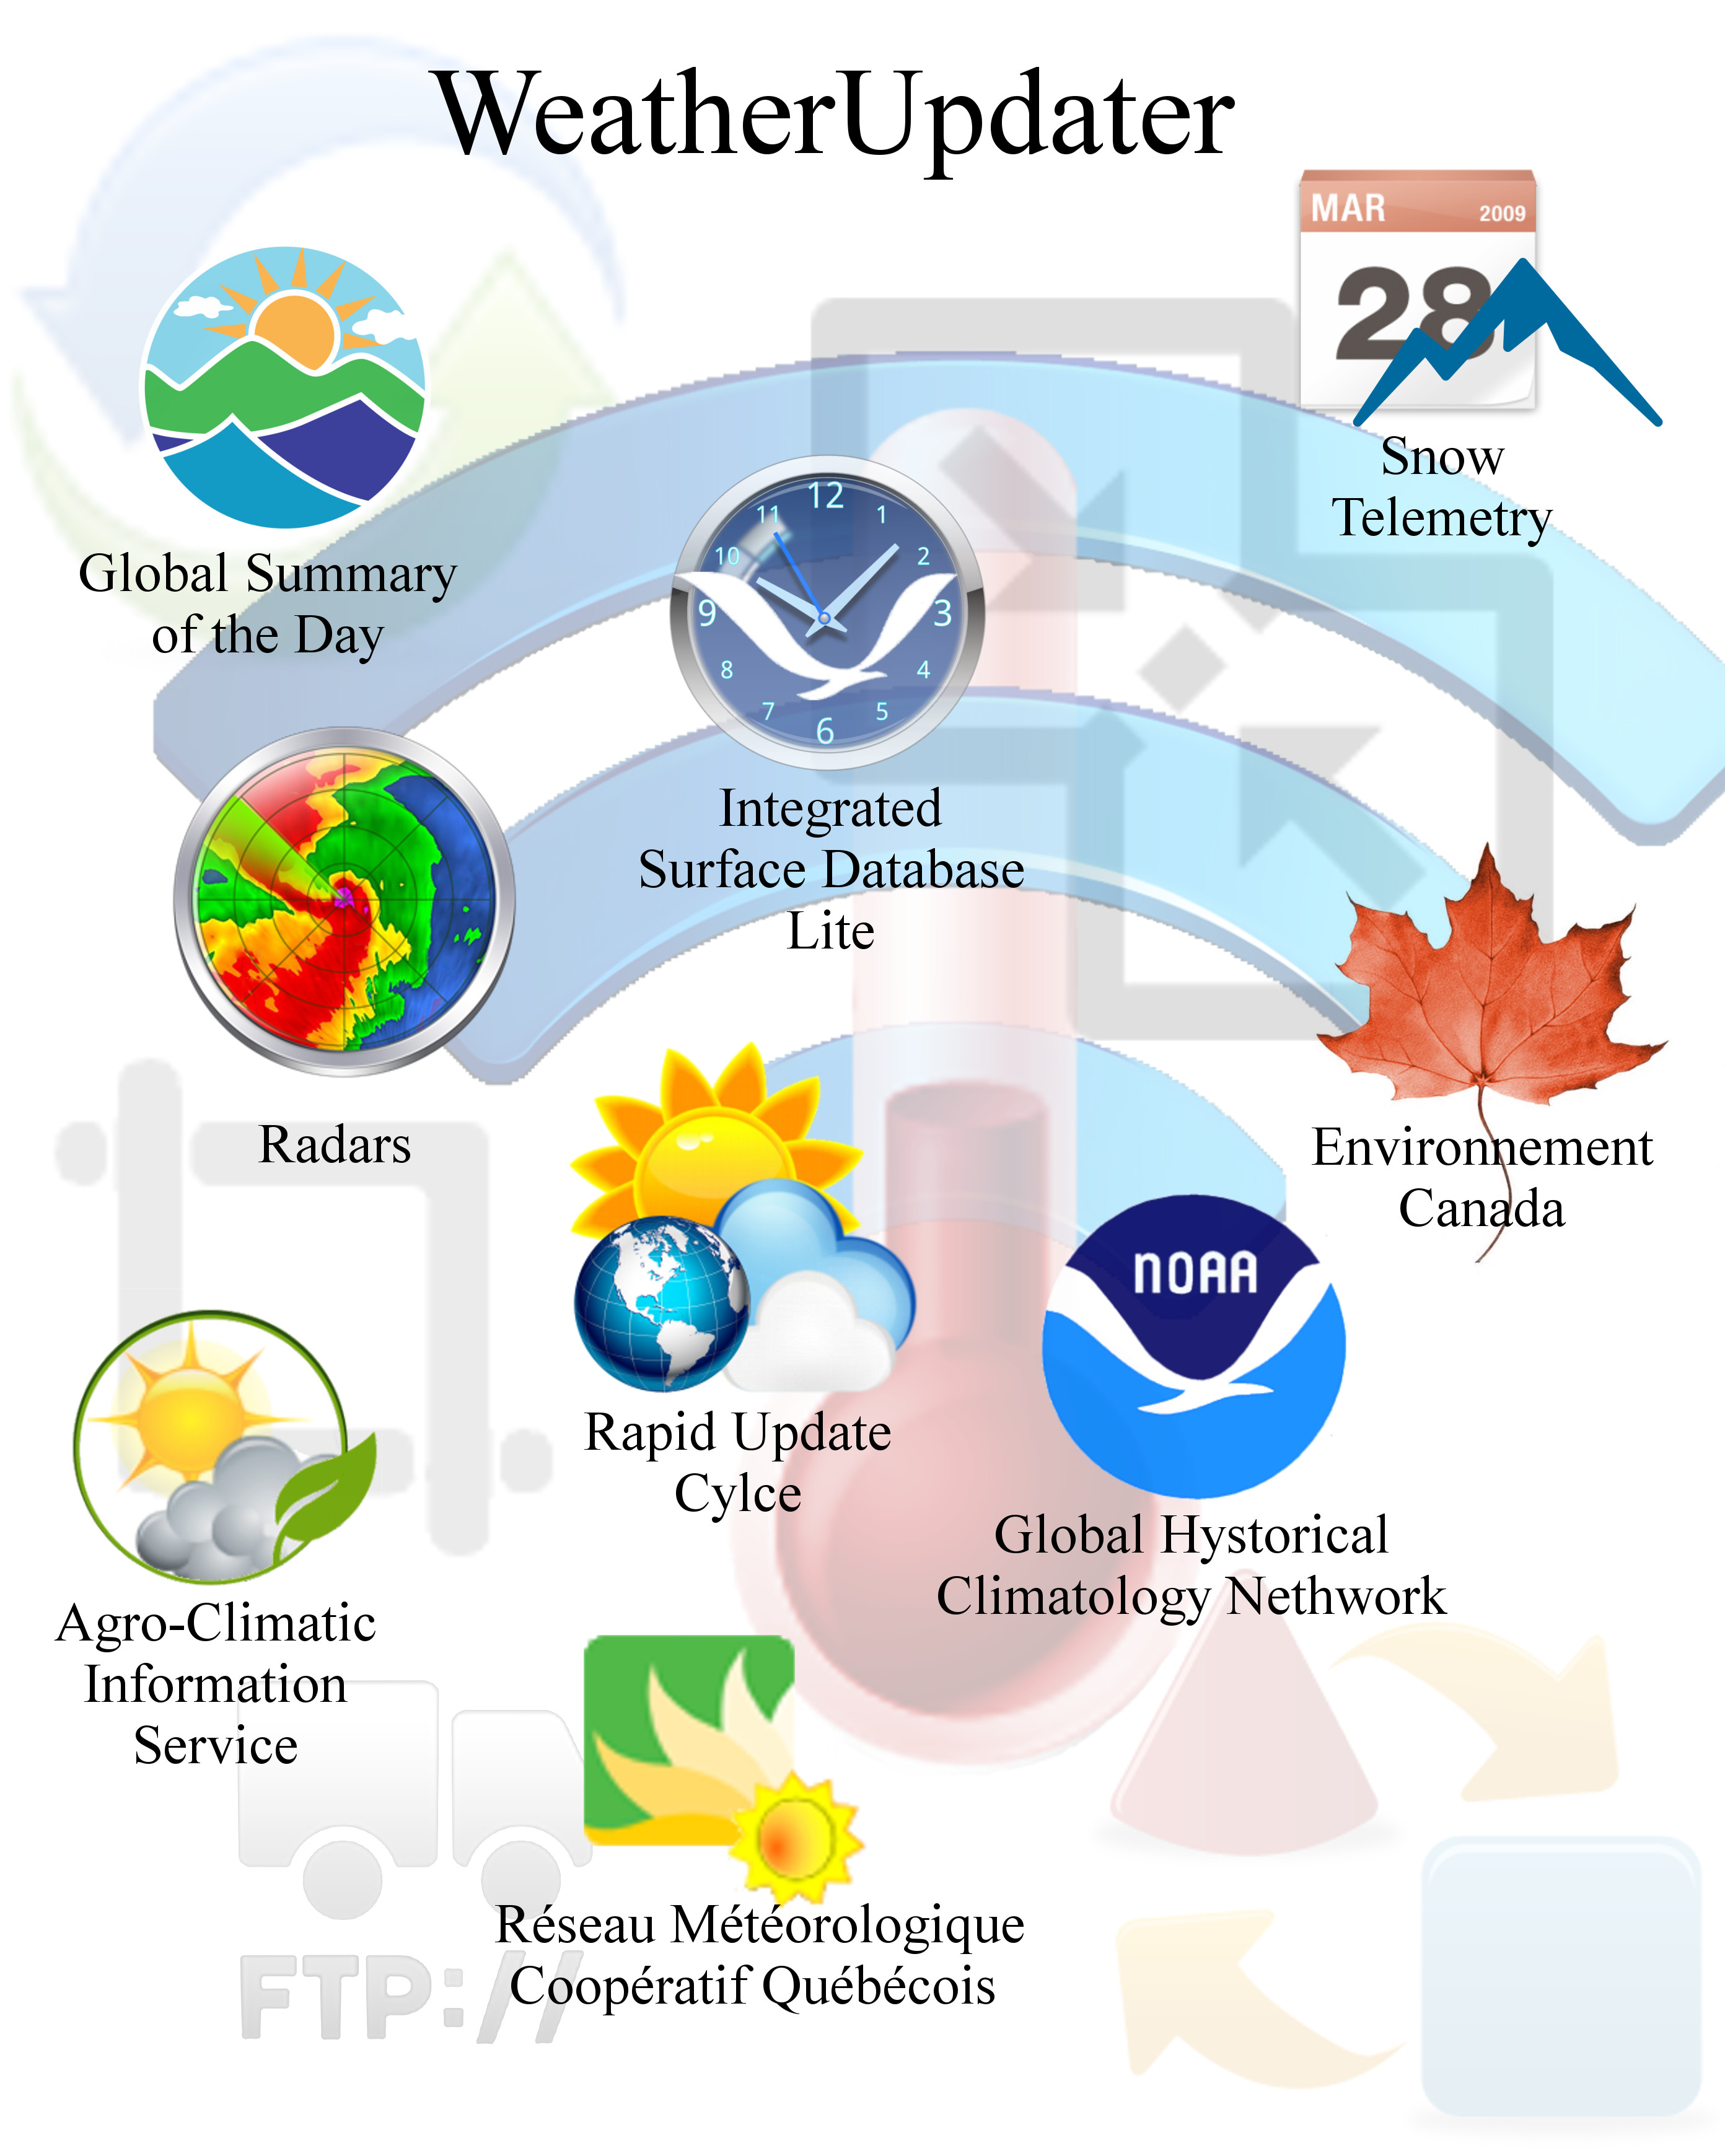 WeatherUpdater
MAR 2009
28
Snow
Telemetry
Global Summary
of the Day
12
11 1
10 2
9 3
8 4
7 5
6
Integrated
Surface Database
Lite
Radars
Environnement
Canada
Rapid Update
Cylce
NOAA
Global Hystorical
Climatology Nethwork
Agro-Climatic
Information
Service
Réseau Météorologique
Coopératif Québécois
FTP://